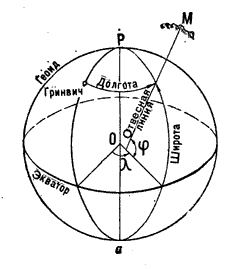 М
Р
Геоид
Гринвич
Долгота
Отвесная
линия
Широта
О
φ
λ
Экватор
а